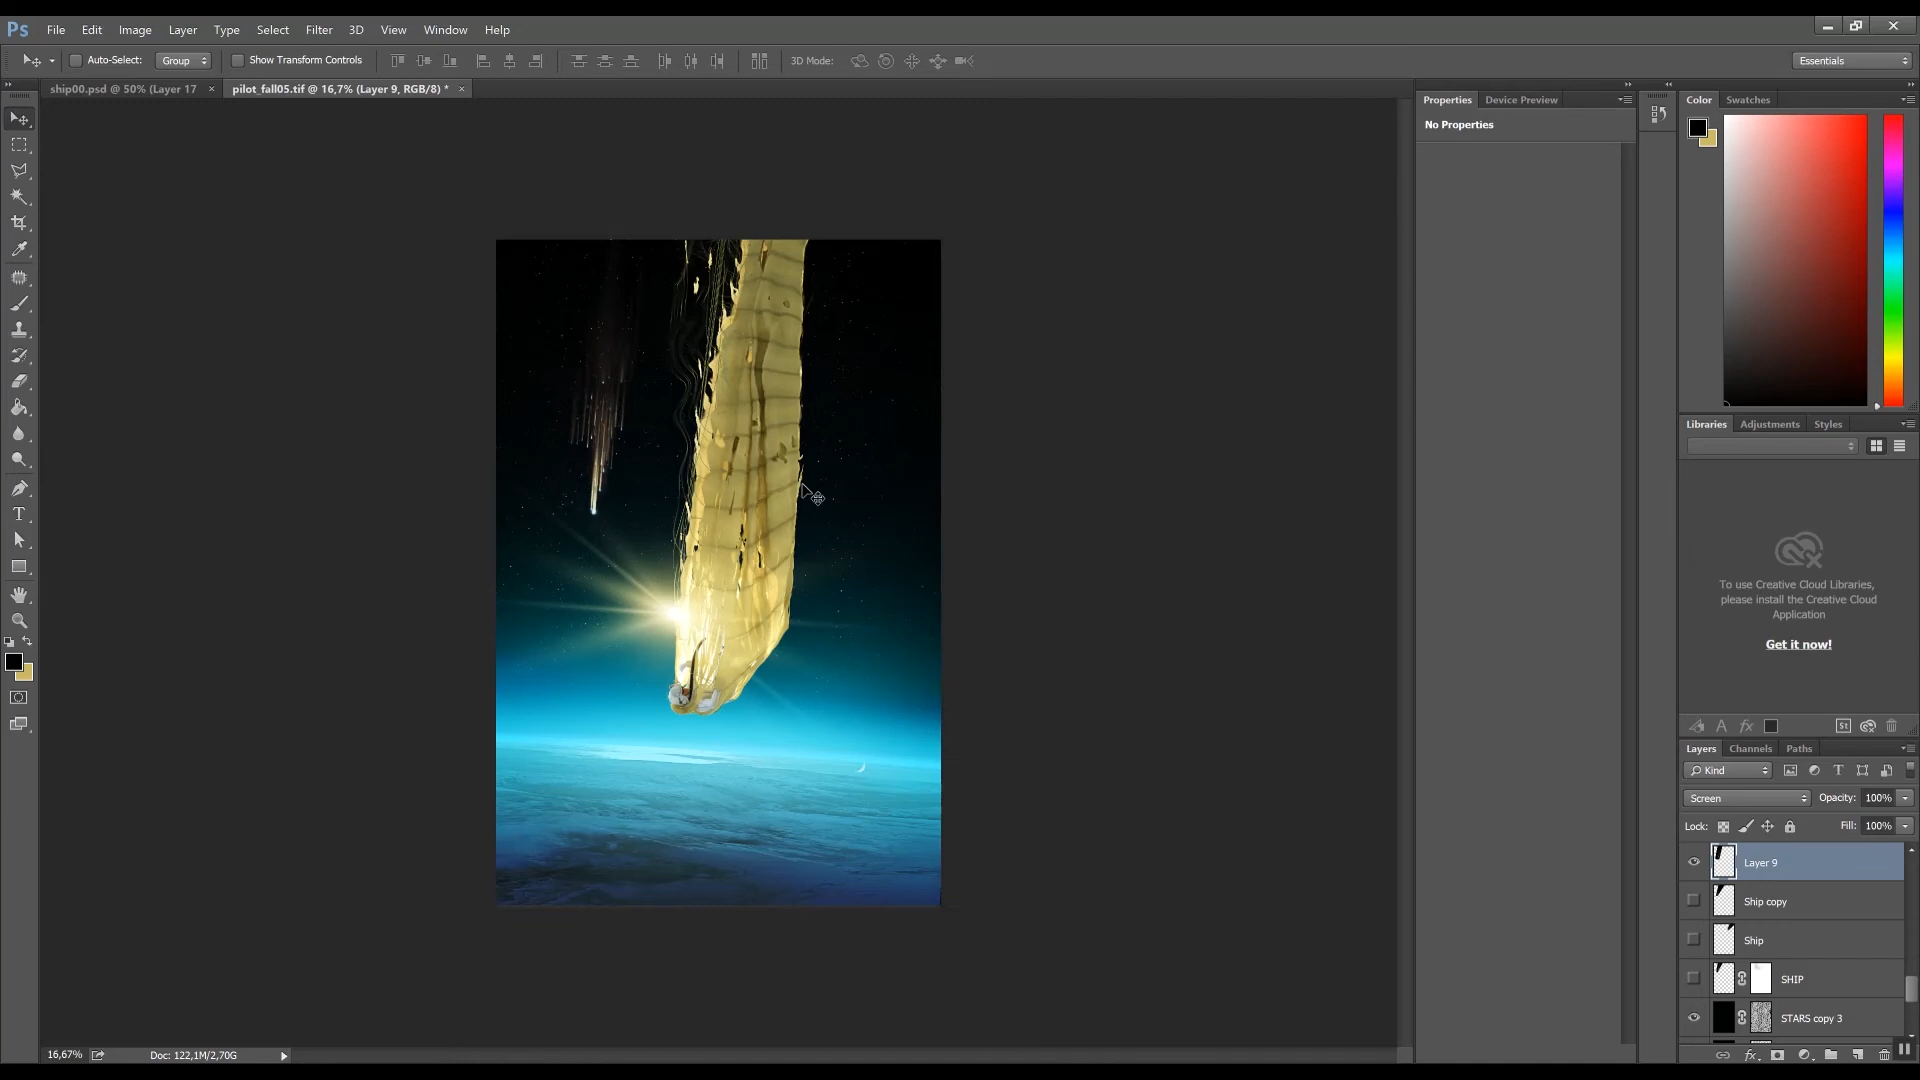 Ps File Edit Image Layer Type Select Filter 3D View Window Help
Auto-Select: Group Show Transform Controls 3D Mode: Essentials
ship00.psd @ 50% (Layer 17 × pilot_fall05.tif @ 16,7% (Layer 9, RGB/8) * ×
Properties Device Preview
No Properties
Color Swatches
Libraries Adjustments Styles
To use Creative Cloud Libraries,
please install the Creative Cloud
Application
Get it now!
St
Layers Channels Paths
Kind
Screen Opacity: 100%
Lock: Fill: 100%
Layer 9
Ship copy
Ship
SHIP
STARS copy 3
fx
16,67% Doc: 122,1M/2,70G